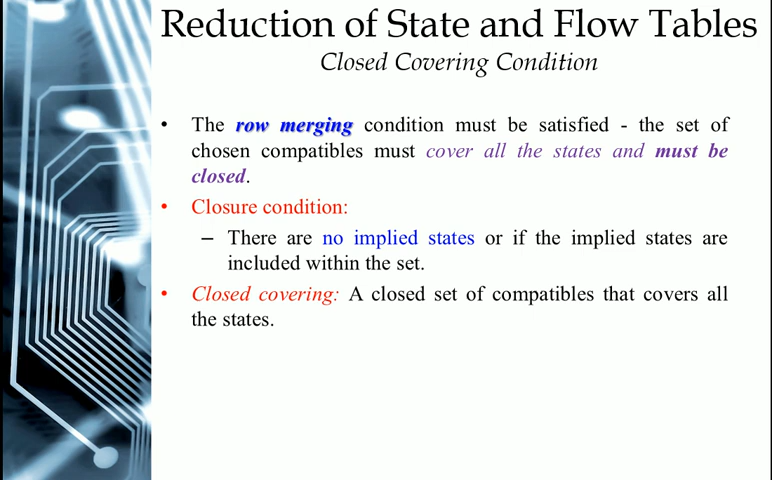 Reduction of State and Flow Tables
Closed Covering Condition
• The row merging condition must be satisfied - the set of
chosen compatibles must cover all the states and must be
closed.
• Closure condition:
– There are no implied states or if the implied states are
included within the set.
• Closed covering: A closed set of compatibles that covers all
the states.